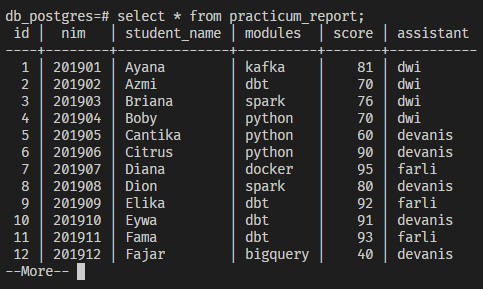 db_postgres=# select * from practicum_report;
 id |  nim   | student_name |  modules  | score | assistant
----+--------+--------------+-----------+-------+-----------
  1 | 201901 | Ayana        | kafka     |    81 | dwi
  2 | 201902 | Azmi         | dbt       |    70 | dwi
  3 | 201903 | Briana       | spark     |    76 | dwi
  4 | 201904 | Boby         | python    |    70 | dwi
  5 | 201905 | Cantika      | python    |    60 | devanis
  6 | 201906 | Citrus       | python    |    90 | devanis
  7 | 201907 | Diana        | docker    |    95 | farli
  8 | 201908 | Dion         | spark     |    80 | devanis
  9 | 201909 | Elika        | dbt       |    92 | farli
 10 | 201910 | Eywa         | dbt       |    91 | devanis
 11 | 201911 | Fama         | dbt       |    93 | farli
 12 | 201912 | Fajar        | bigquery  |    40 | devanis
--More--